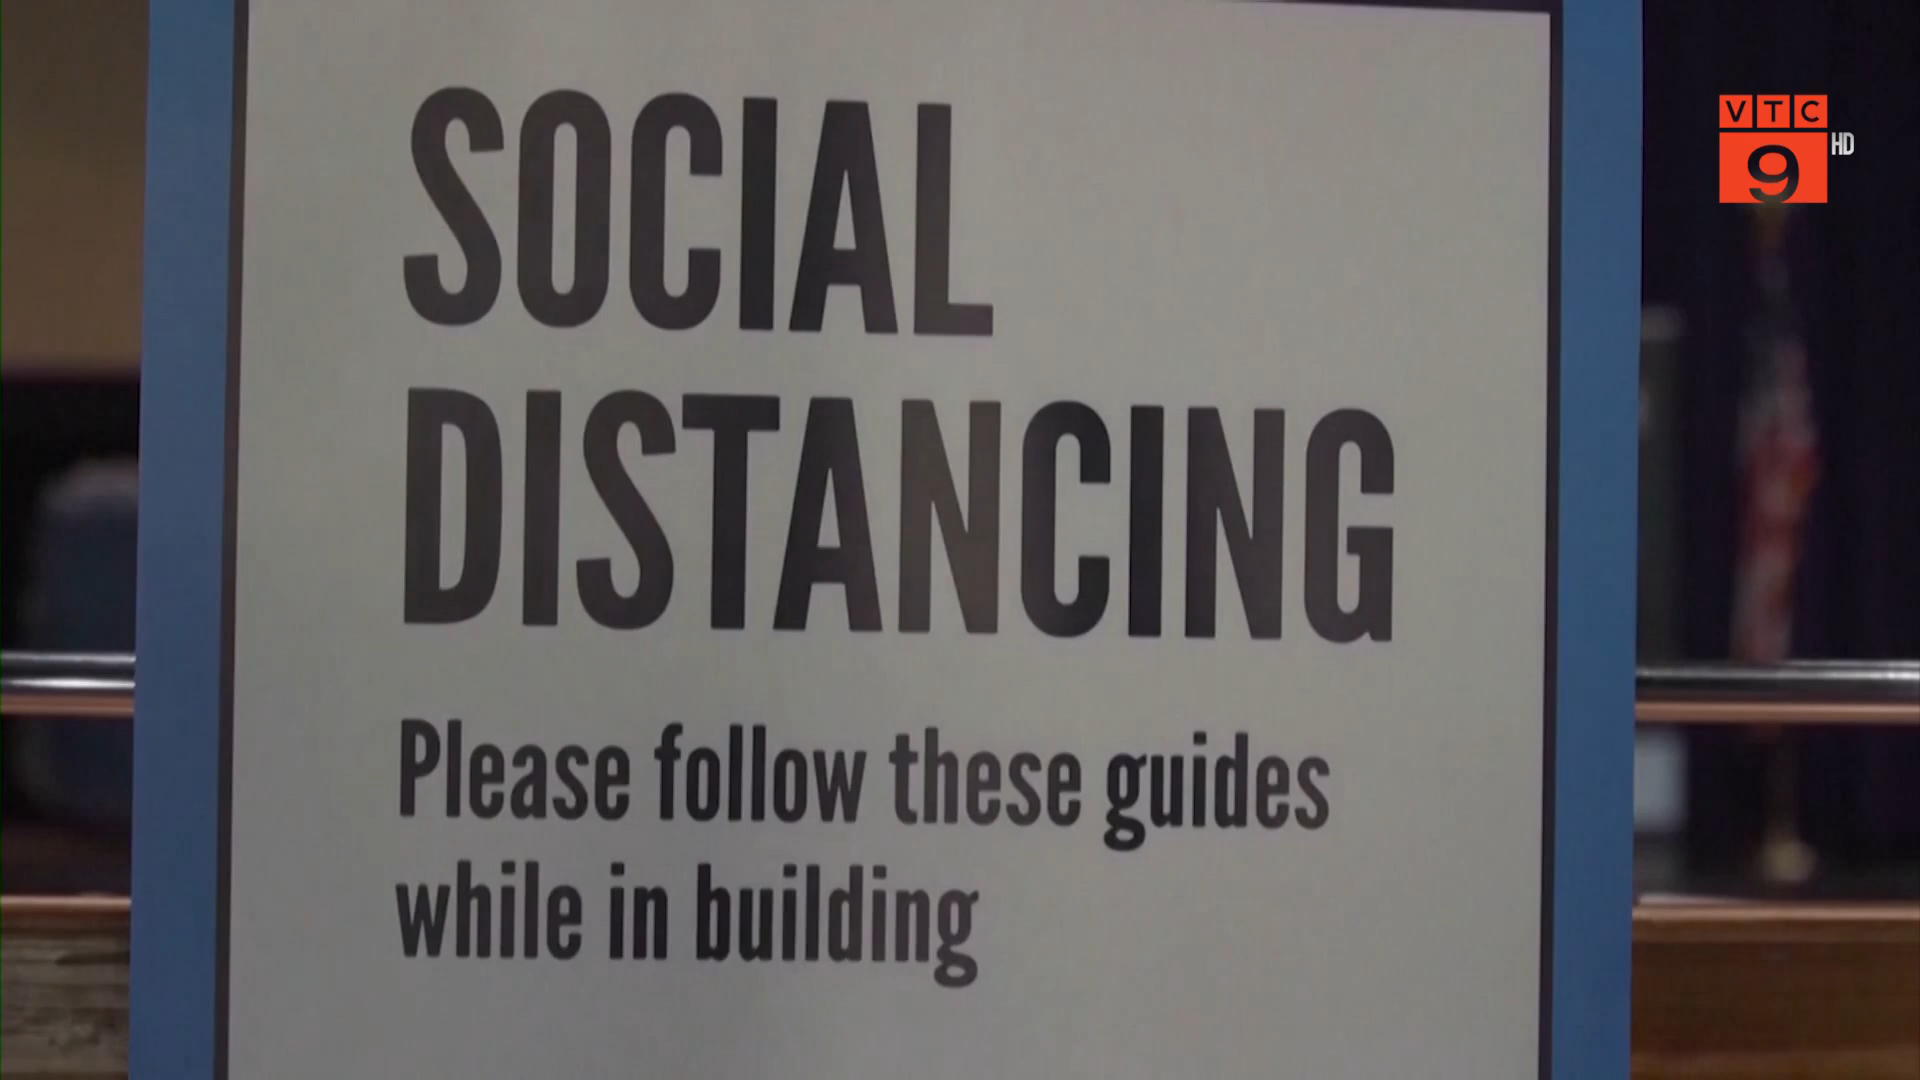 SOCIAL
DISTANCING
Please follow these guides
while in building
VTC
9
HD